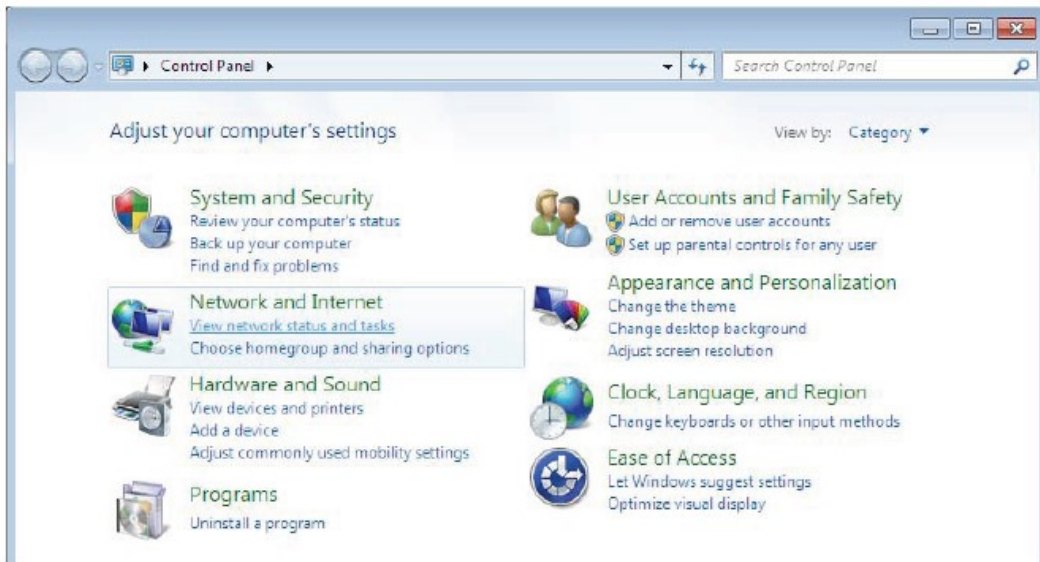 Control Panel
Search Control Panel
Adjust your computer's settings
View by: Category
System and Security
Review your computer's status
Back up your computer
Find and fix problems
Network and Internet
View network status and tasks
Choose homegroup and sharing options
Hardware and Sound
View devices and printers
Add a device
Adjust commonly used mobility settings
Programs
Uninstall a program
User Accounts and Family Safety
Add or remove user accounts
Set up parental controls for any user
Appearance and Personalization
Change the theme
Change desktop background
Adjust screen resolution
Clock, Language, and Region
Change keyboards or other input methods
Ease of Access
Let Windows suggest settings
Optimize visual display